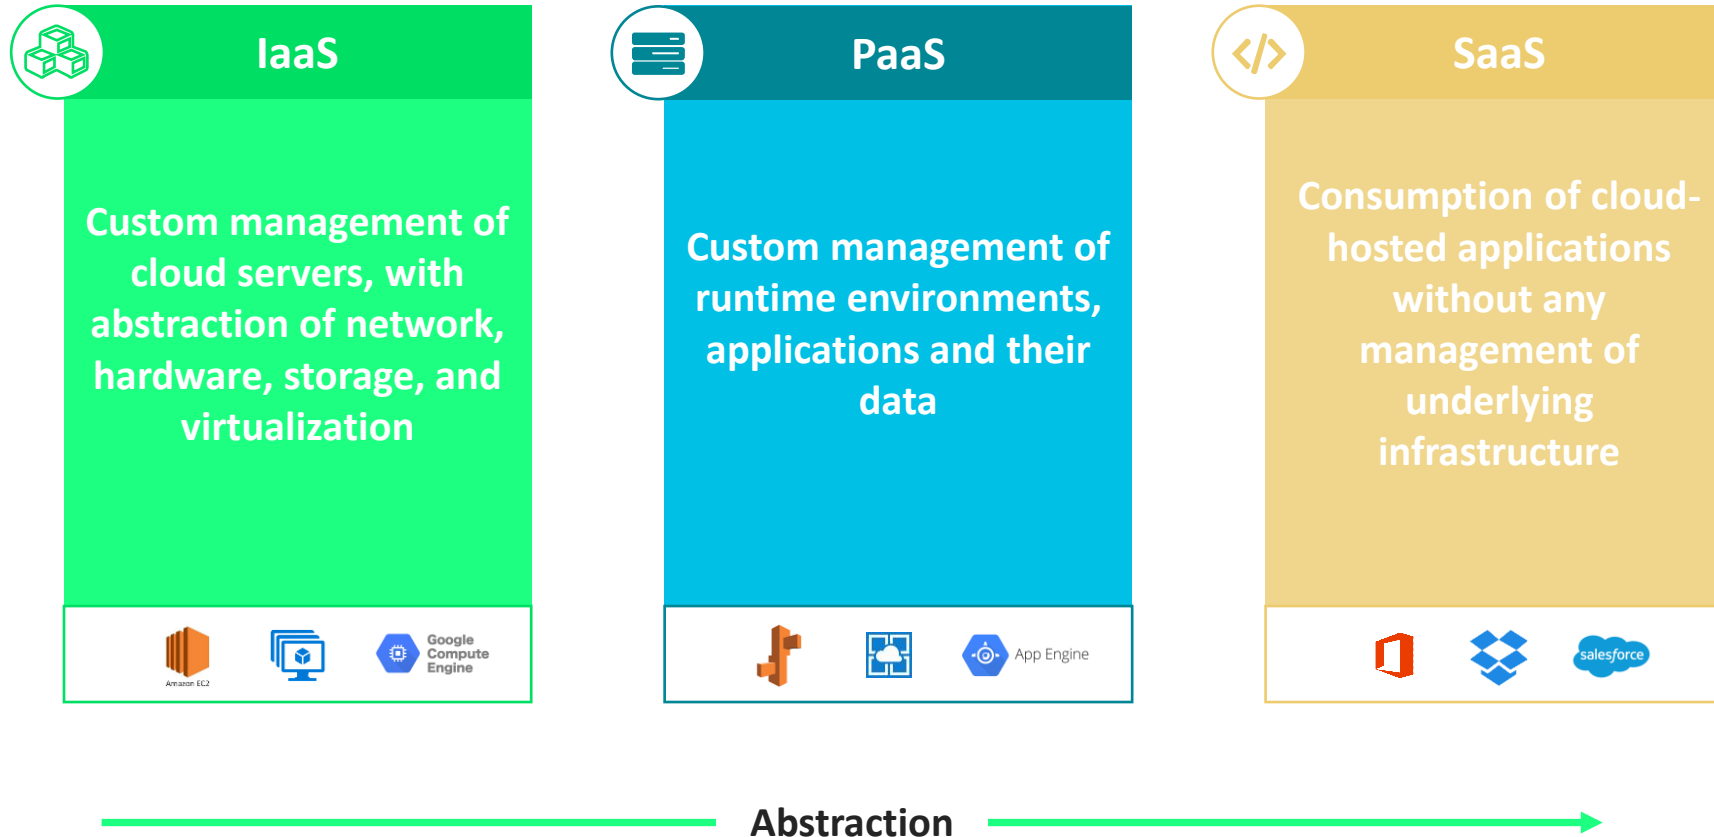 IaaS
Custom management of
cloud servers, with
abstraction of network,
hardware, storage, and
virtualization
Amazon EC2
Google
Compute
Engine
PaaS
Custom management of
runtime environments,
applications and their
data
App Engine
SaaS
Consumption of cloud-
hosted applications
without any
management of
underlying
infrastructure
salesforce
Abstraction